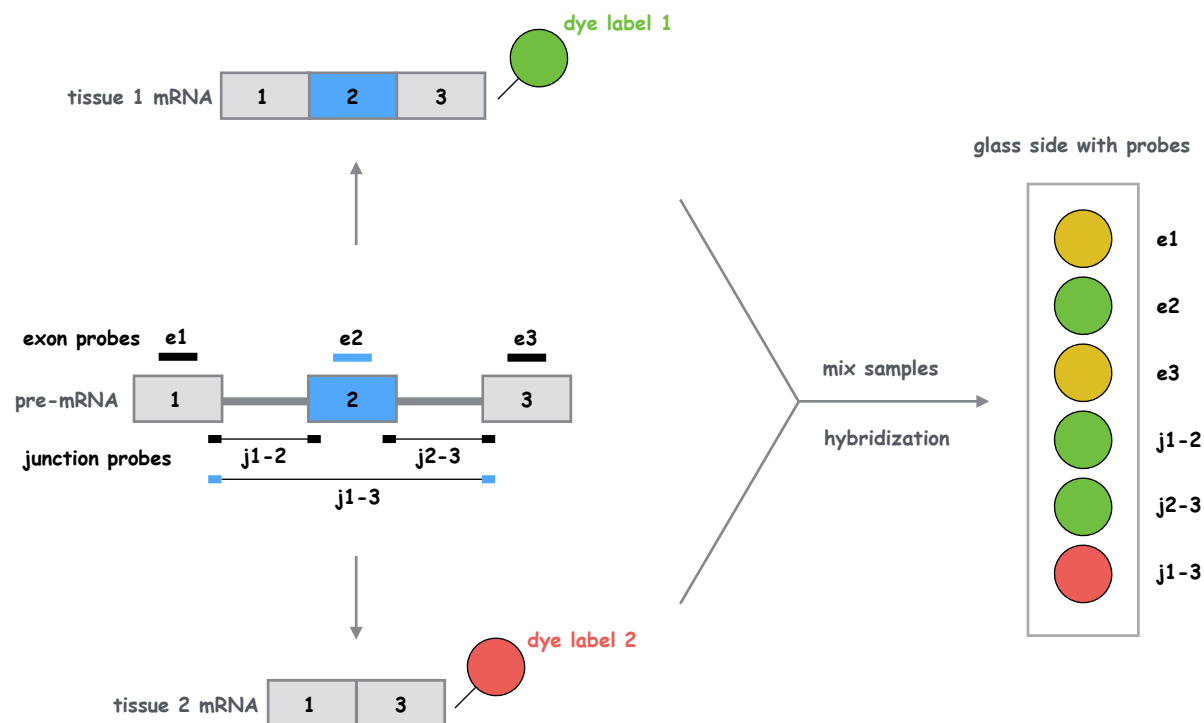 dye label 1
tissue 1 mRNA
1
2
3
glass side with probes
e1
e2
e3
j1-2
j2-3
j1-3
exon probes
e1
e2
e3
pre-mRNA
1
2
3
junction probes
j1-2
j2-3
j1-3
mix samples
hybridization
dye label 2
tissue 2 mRNA
1
3